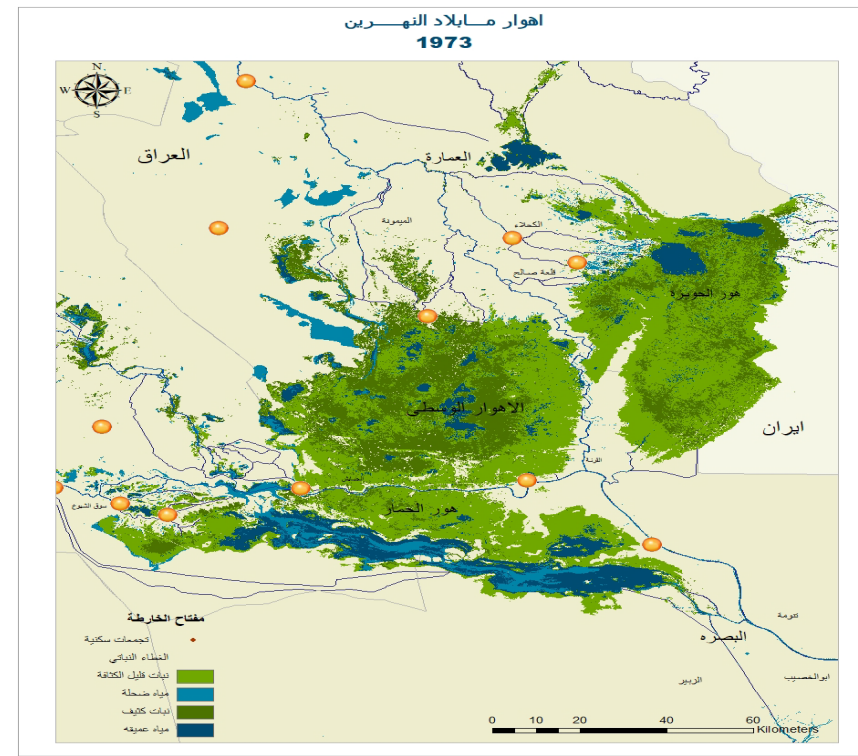 اهوار مـــابلاد النهـــــرين
1973
N
W
E
S
العراق
العمارة
الميمونة
الكحلاء
قلعة صالح
هور الحويزة
الاهوار الوسطى
ايران
القرنة
هور الحمار
سوق الشيوخ
البصره
تنومة
ابوالخصيب
الزبير
مفتاح الخارطة
تجمعات سكنية
الغطاء النباتي
نبات قليل الكثافة
مياه ضحلة
نبات كثيف
مياه عميقه
0 10 20 40 60
Kilometers